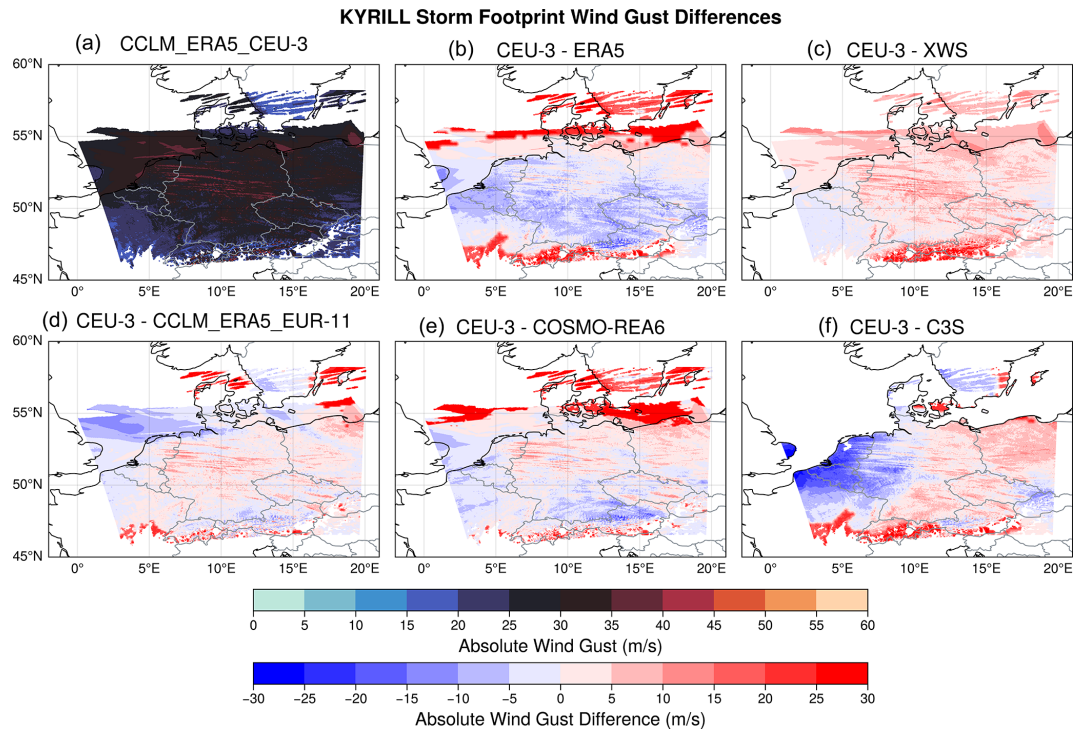 KYRILL Storm Footprint Wind Gust Differences
(a) CCLM_ERA5_CEU-3
(b) CEU-3 - ERA5
(c) CEU-3 - XWS
60°N
55°N
50°N
45°N
0°E 5°E 10°E 15°E 20°E
0°E 5°E 10°E 15°E 20°E
0°E 5°E 10°E 15°E 20°E
(d) CEU-3 - CCLM_ERA5_EUR-11
(e) CEU-3 - COSMO-REA6
(f) CEU-3 - C3S
60°N
55°N
50°N
45°N
0°E 5°E 10°E 15°E 20°E
0°E 5°E 10°E 15°E 20°E
0°E 5°E 10°E 15°E 20°E
0 5 10 15 20 25 30 35 40 45 50 55 60
Absolute Wind Gust (m/s)
−30 −25 −20 −15 −10 −5 0 5 10 15 20 25 30
Absolute Wind Gust Difference (m/s)